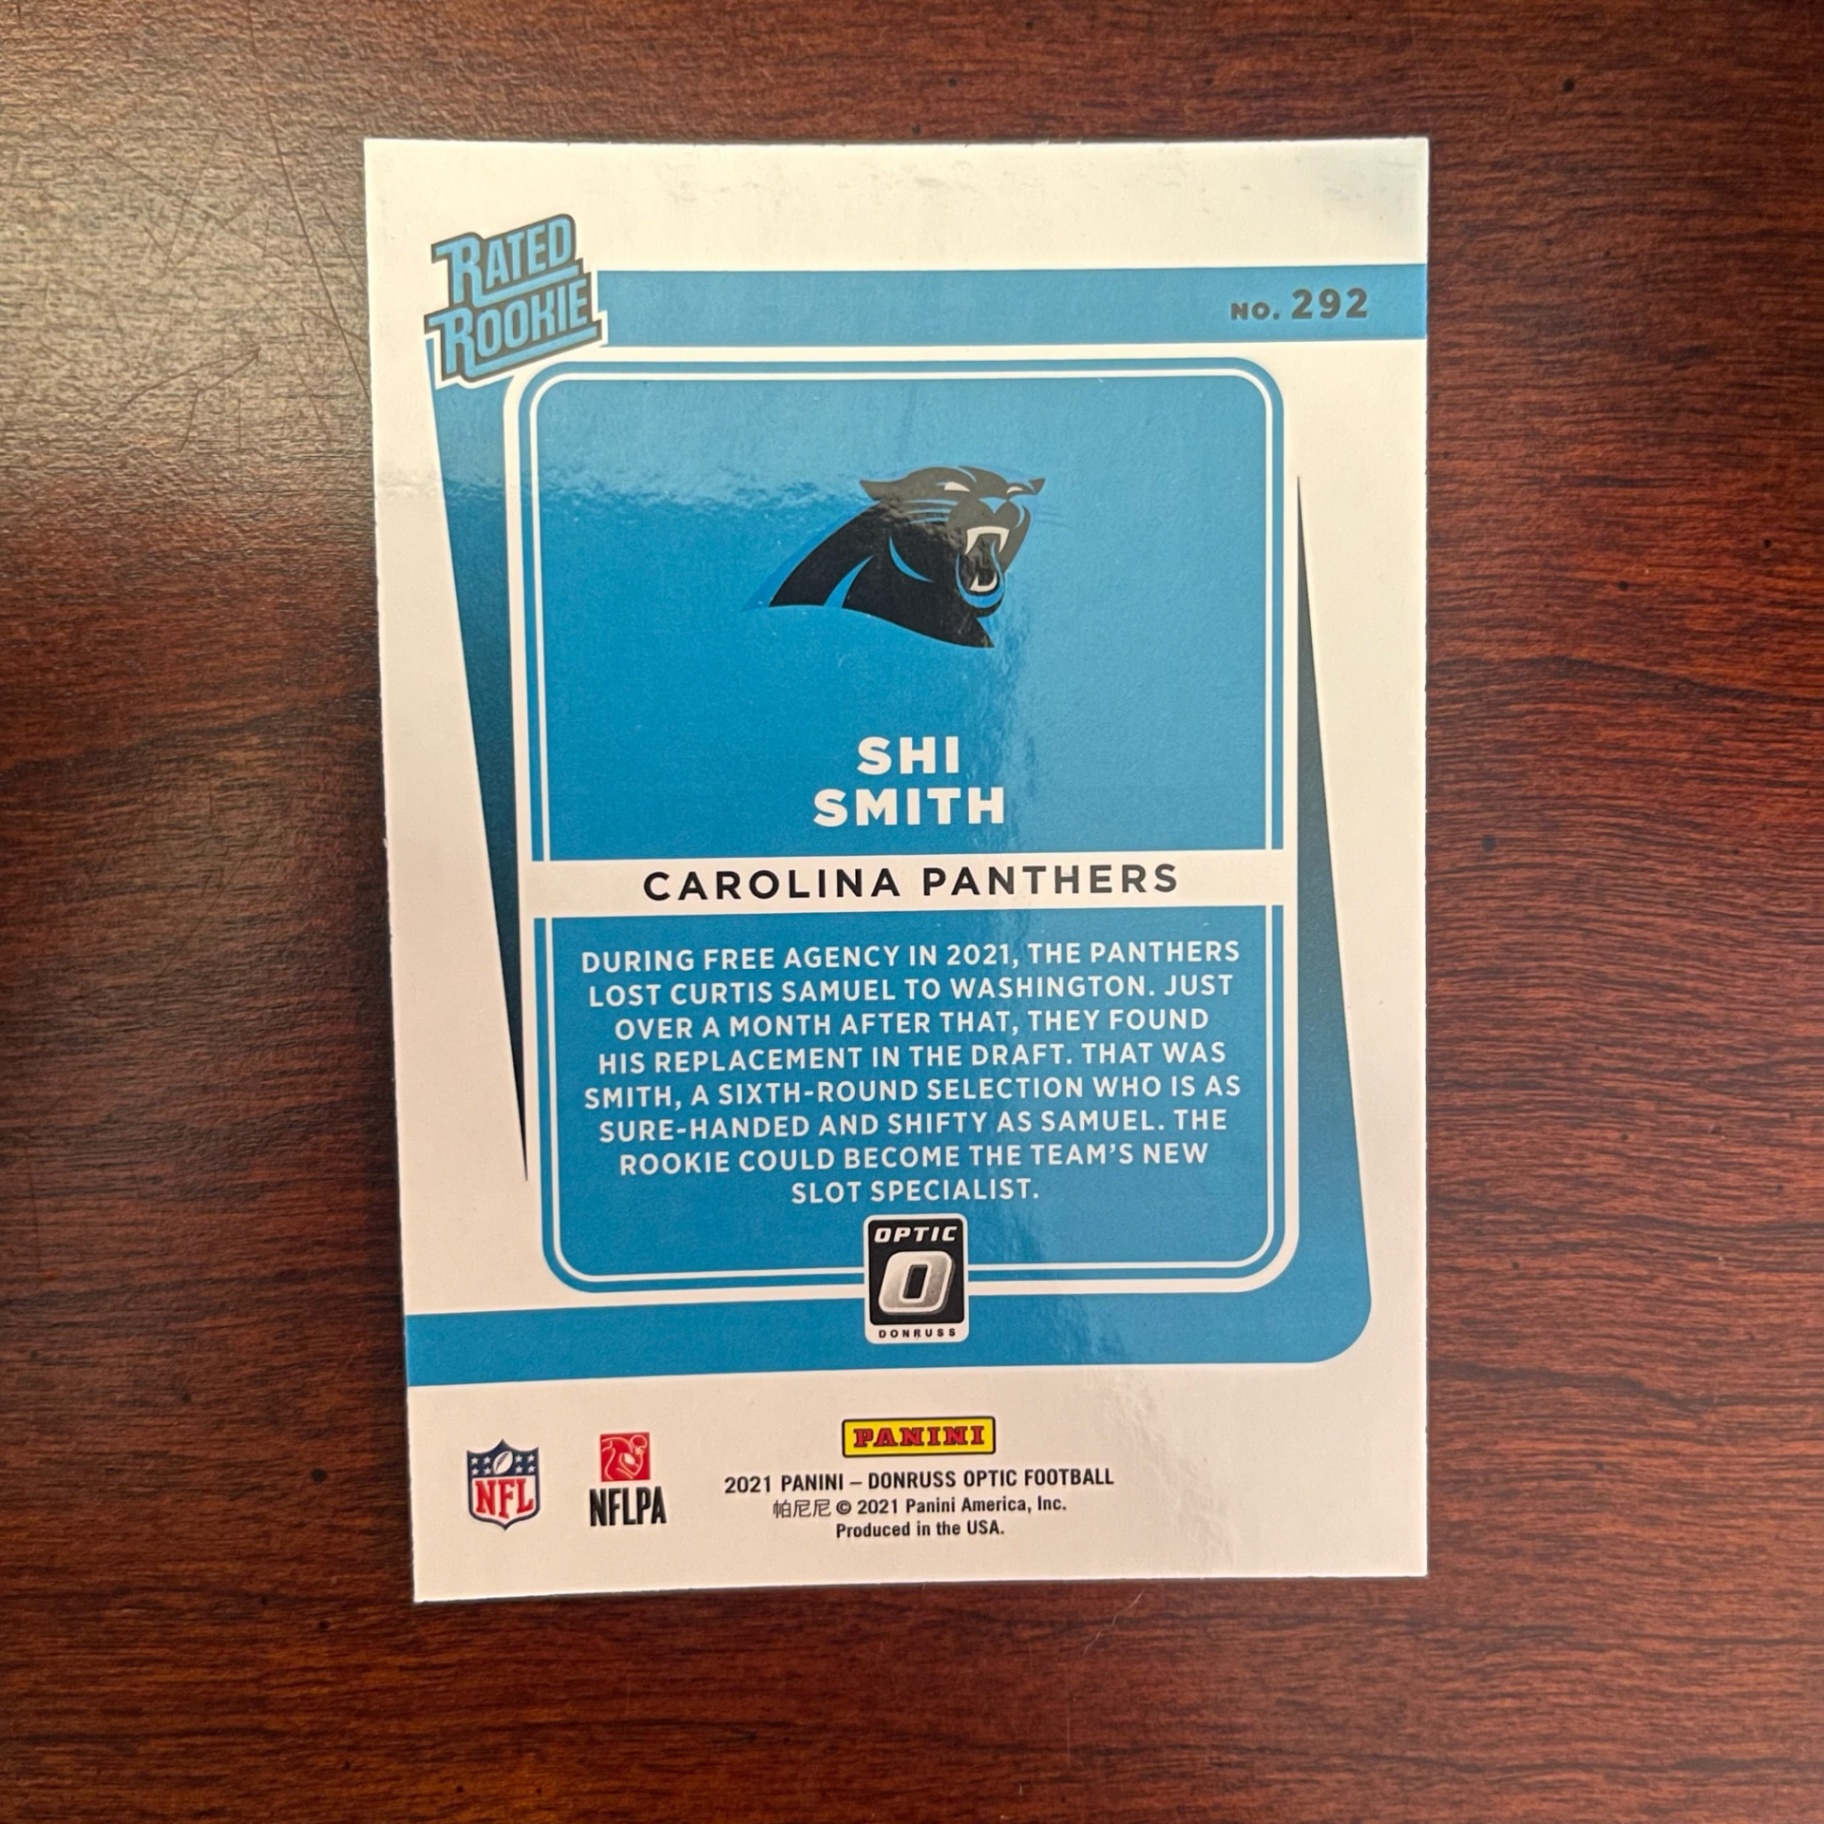 RATED
ROOKIE
NO. 292
SHI
SMITH
CAROLINA PANTHERS
DURING FREE AGENCY IN 2021, THE PANTHERS
LOST CURTIS SAMUEL TO WASHINGTON. JUST
OVER A MONTH AFTER THAT, THEY FOUND
HIS REPLACEMENT IN THE DRAFT. THAT WAS
SMITH, A SIXTH-ROUND SELECTION WHO IS AS
SURE-HANDED AND SHIFTY AS SAMUEL. THE
ROOKIE COULD BECOME THE TEAM'S NEW
SLOT SPECIALIST.
OPTIC
O
DONRUSS
PANINI
NFL
NFLPA
2021 PANINI – DONRUSS OPTIC FOOTBALL
帕尼尼 © 2021 Panini America, Inc.
Produced in the USA.